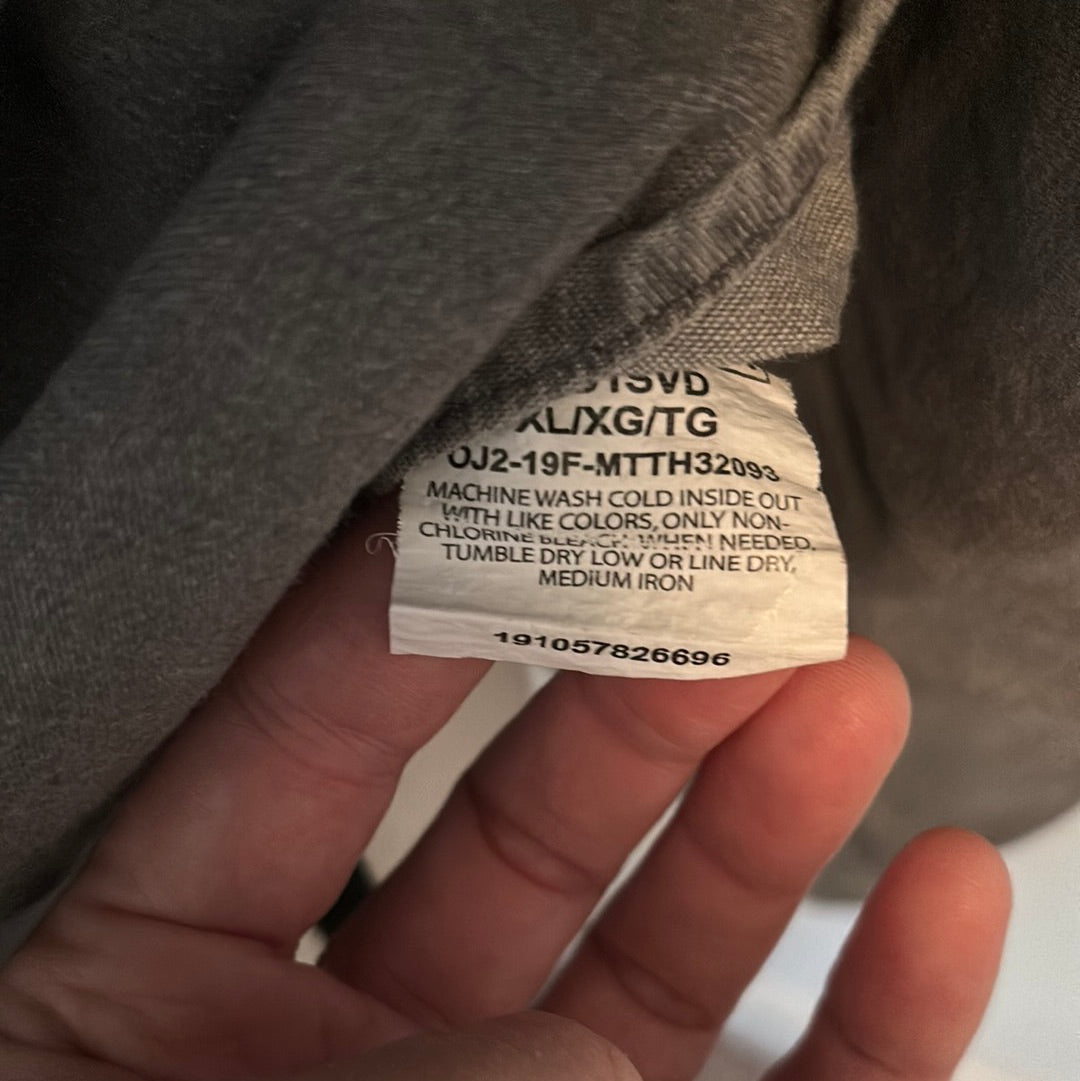 XL/XG/TG
OJ2-19F-MTTH32093
MACHINE WASH COLD INSIDE OUT
WITH LIKE COLORS, ONLY NON-
CHLORINE BLEACH WHEN NEEDED.
TUMBLE DRY LOW OR LINE DRY,
MEDIUM IRON
191057826696